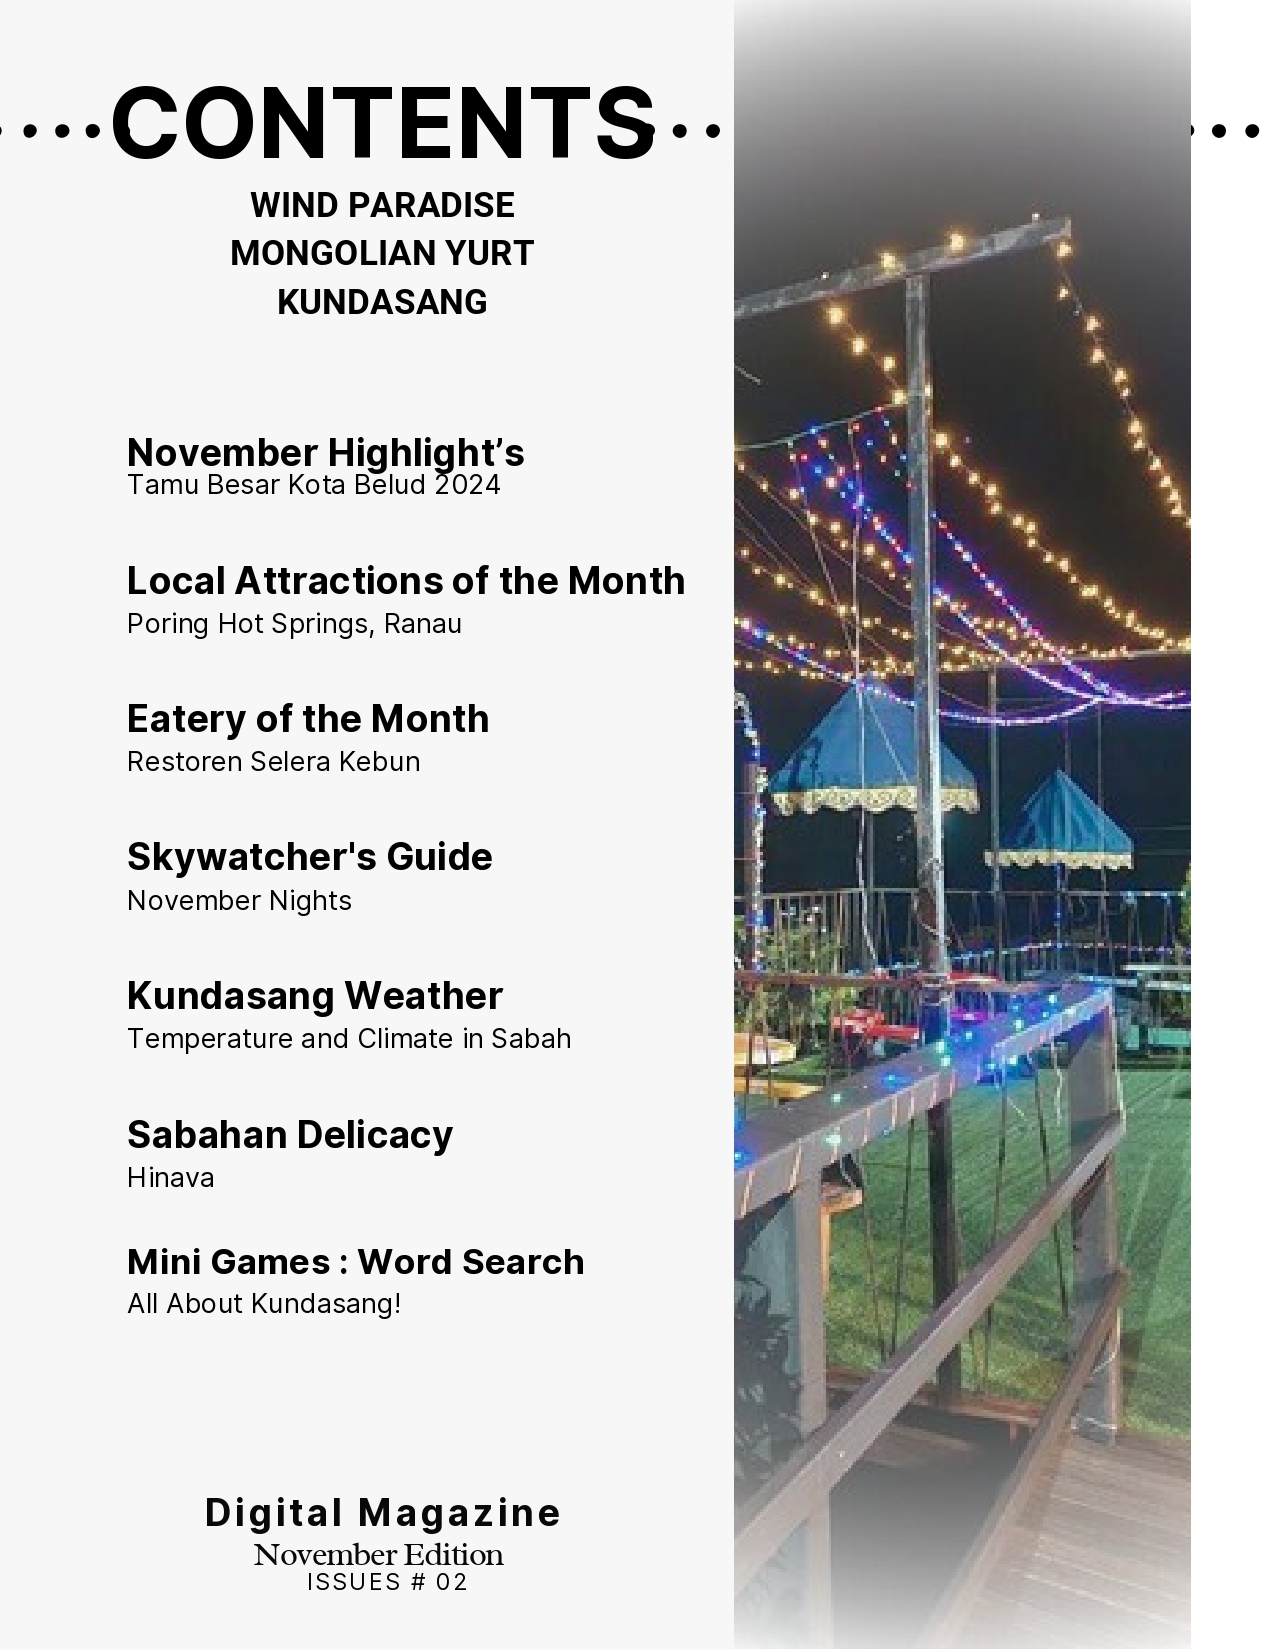 CONTENTS
WIND PARADISE
MONGOLIAN YURT
KUNDASANG
November Highlight’s
Tamu Besar Kota Belud 2024
Local Attractions of the Month
Poring Hot Springs, Ranau
Eatery of the Month
Restoren Selera Kebun
Skywatcher's Guide
November Nights
Kundasang Weather
Temperature and Climate in Sabah
Sabahan Delicacy
Hinava
Mini Games : Word Search
All About Kundasang!
Digital Magazine
November Edition
ISSUES # 02